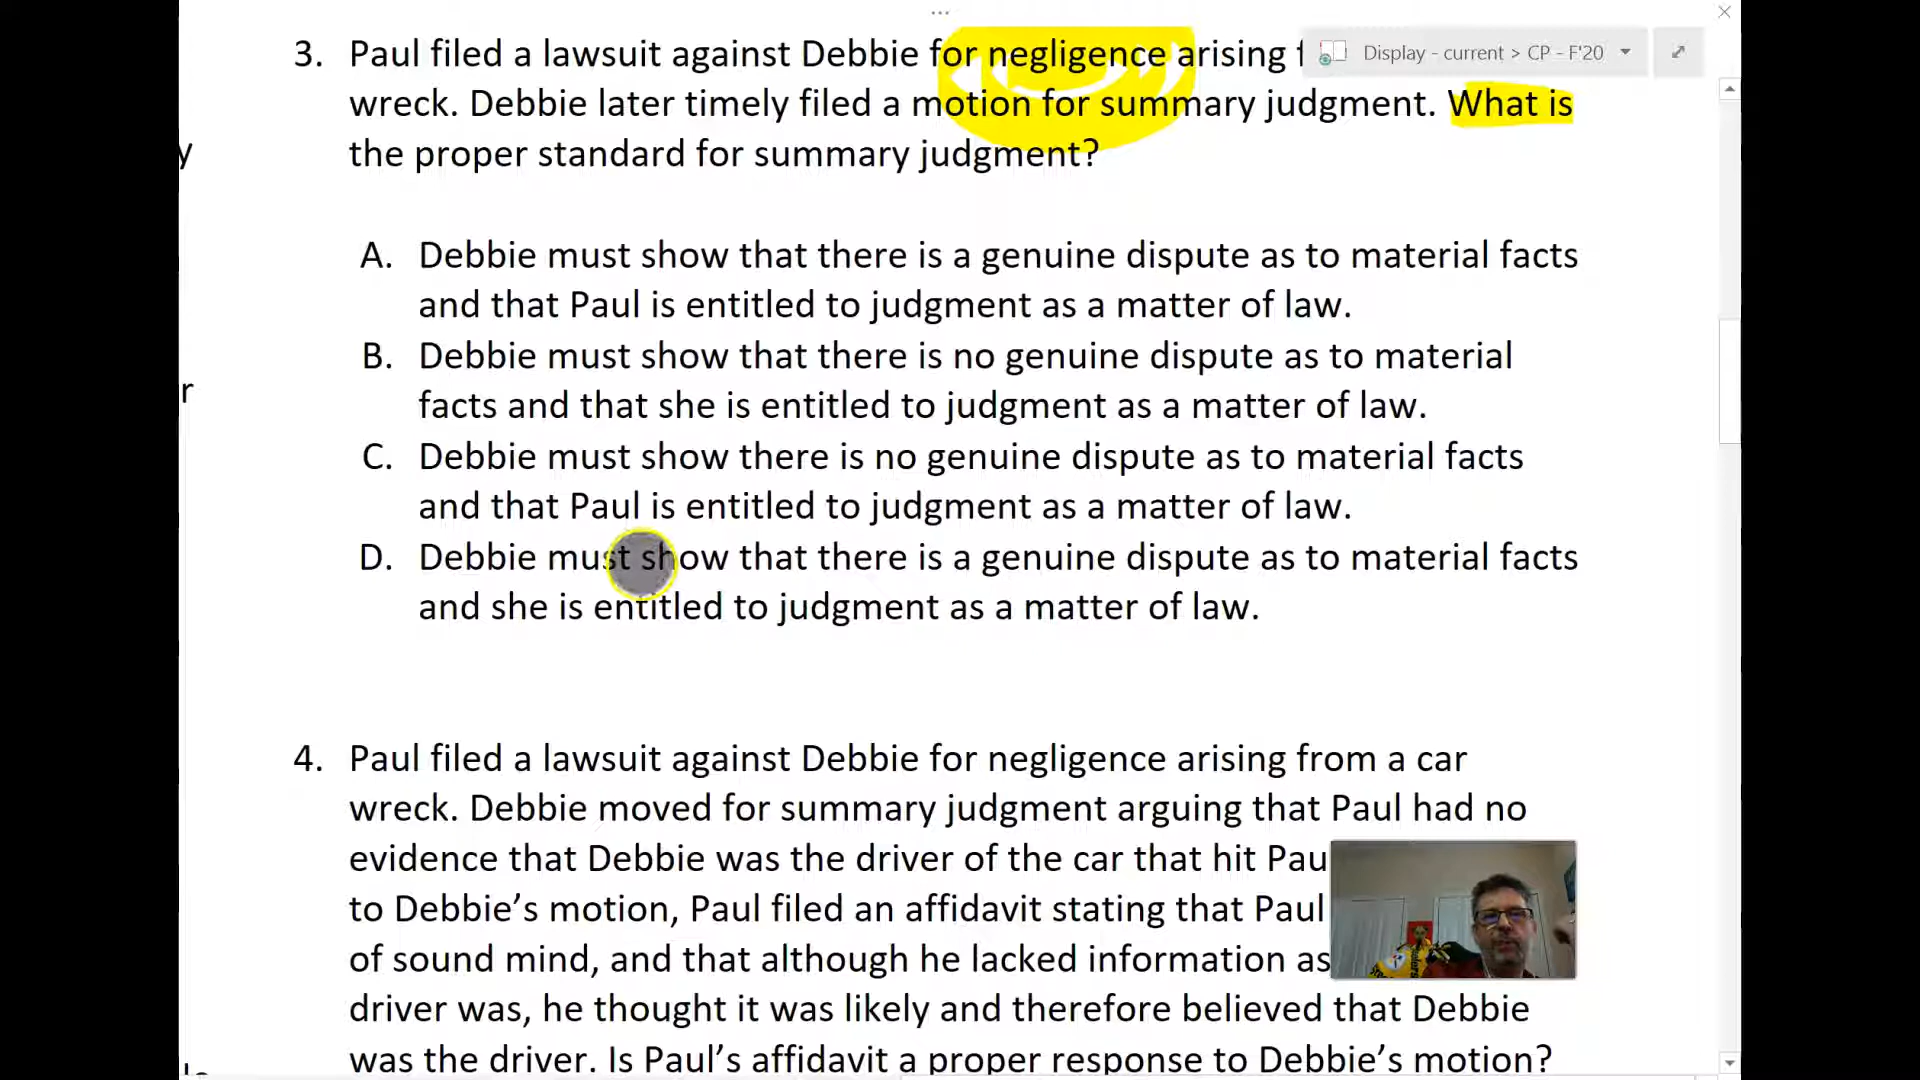 3. Paul filed a lawsuit against Debbie for negligence arising
Display - current > CP - F'20
wreck. Debbie later timely filed a motion for summary judgment. What is
the proper standard for summary judgment?
y
A. Debbie must show that there is a genuine dispute as to material facts
and that Paul is entitled to judgment as a matter of law.
B. Debbie must show that there is no genuine dispute as to material
facts and that she is entitled to judgment as a matter of law.
r
C. Debbie must show there is no genuine dispute as to material facts
and that Paul is entitled to judgment as a matter of law.
D. Debbie must show that there is a genuine dispute as to material facts
and she is entitled to judgment as a matter of law.
4. Paul filed a lawsuit against Debbie for negligence arising from a car
wreck. Debbie moved for summary judgment arguing that Paul had no
evidence that Debbie was the driver of the car that hit Pau
to Debbie’s motion, Paul filed an affidavit stating that Paul
of sound mind, and that although he lacked information as
driver was, he thought it was likely and therefore believed that Debbie
was the driver. Is Paul’s affidavit a proper response to Debbie’s motion?